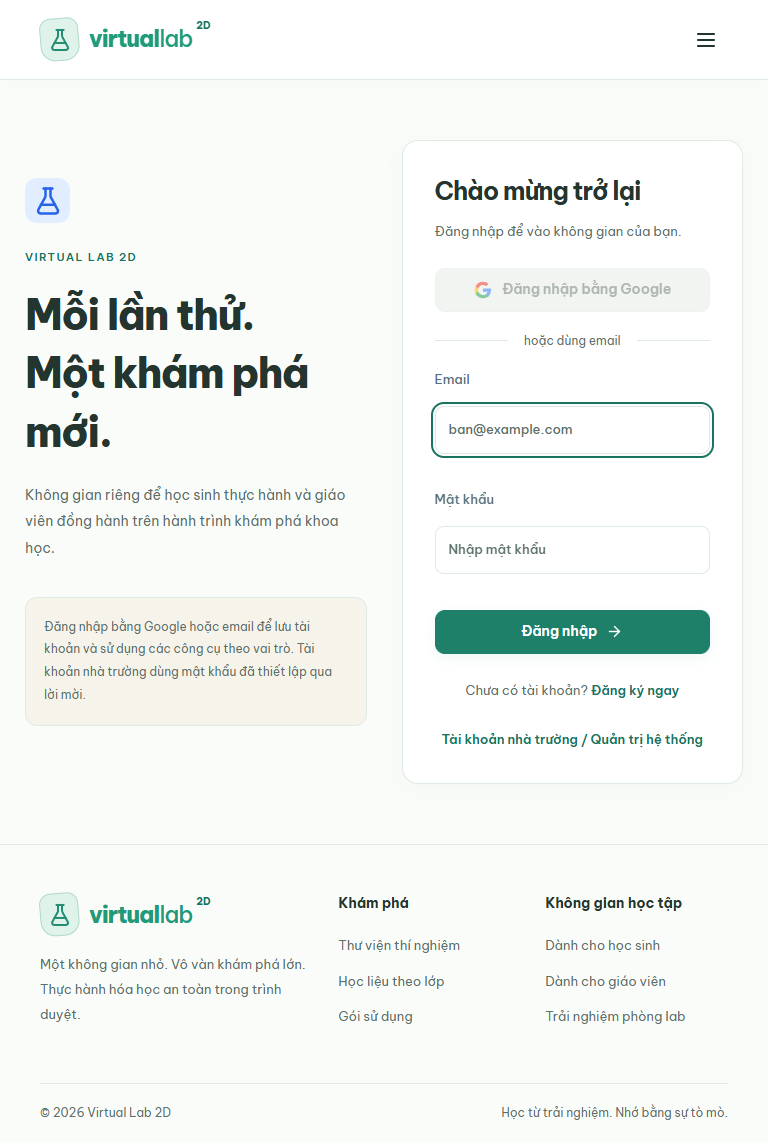 virtuallab 2D
VIRTUAL LAB 2D
Mỗi lần thử.
Một khám phá
mới.
Không gian riêng để học sinh thực hành và giáo
viên đồng hành trên hành trình khám phá khoa
học.
Đăng nhập bằng Google hoặc email để lưu tài
khoản và sử dụng các công cụ theo vai trò. Tài
khoản nhà trường dùng mật khẩu đã thiết lập qua
lời mời.
Chào mừng trở lại
Đăng nhập để vào không gian của bạn.
Đăng nhập bằng Google
hoặc dùng email
Email
ban@example.com
Mật khẩu
Nhập mật khẩu
Đăng nhập →
Chưa có tài khoản? Đăng ký ngay
Tài khoản nhà trường / Quản trị hệ thống
virtuallab 2D
Một không gian nhỏ. Vô vàn khám phá lớn.
Thực hành hóa học an toàn trong trình
duyệt.
Khám phá
Thư viện thí nghiệm
Học liệu theo lớp
Gói sử dụng
Không gian học tập
Dành cho học sinh
Dành cho giáo viên
Trải nghiệm phòng lab
© 2026 Virtual Lab 2D
Học từ trải nghiệm. Nhớ bằng sự tò mò.